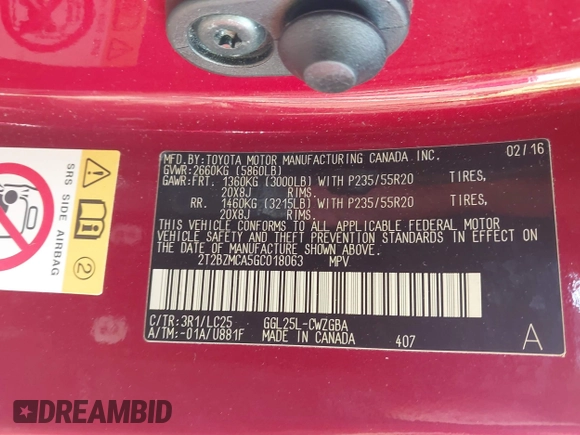 MFD.BY:TOYOTA MOTOR MANUFACTURING CANADA INC. 02/16
GVWR:2660KG (5860LB)
GAWR:FRT. 1360KG (3000LB) WITH P235/55R20 TIRES,
20X8J RIMS.
RR. 1460KG (3215LB) WITH P235/55R20 TIRES,
20X8J RIMS.
THIS VEHICLE CONFORMS TO ALL APPLICABLE FEDERAL MOTOR
VEHICLE SAFETY AND THEFT PREVENTION STANDARDS IN EFFECT ON
THE DATE OF MANUFACTURE SHOWN ABOVE.
2T2BZMCA5GC018063 MPV
C/TR:3R1/LC25 GGL25L-CWZGBA
A/TM:-01A/U881F MADE IN CANADA 407 A
SRS SIDE AIRBAG
2
DREAMBID